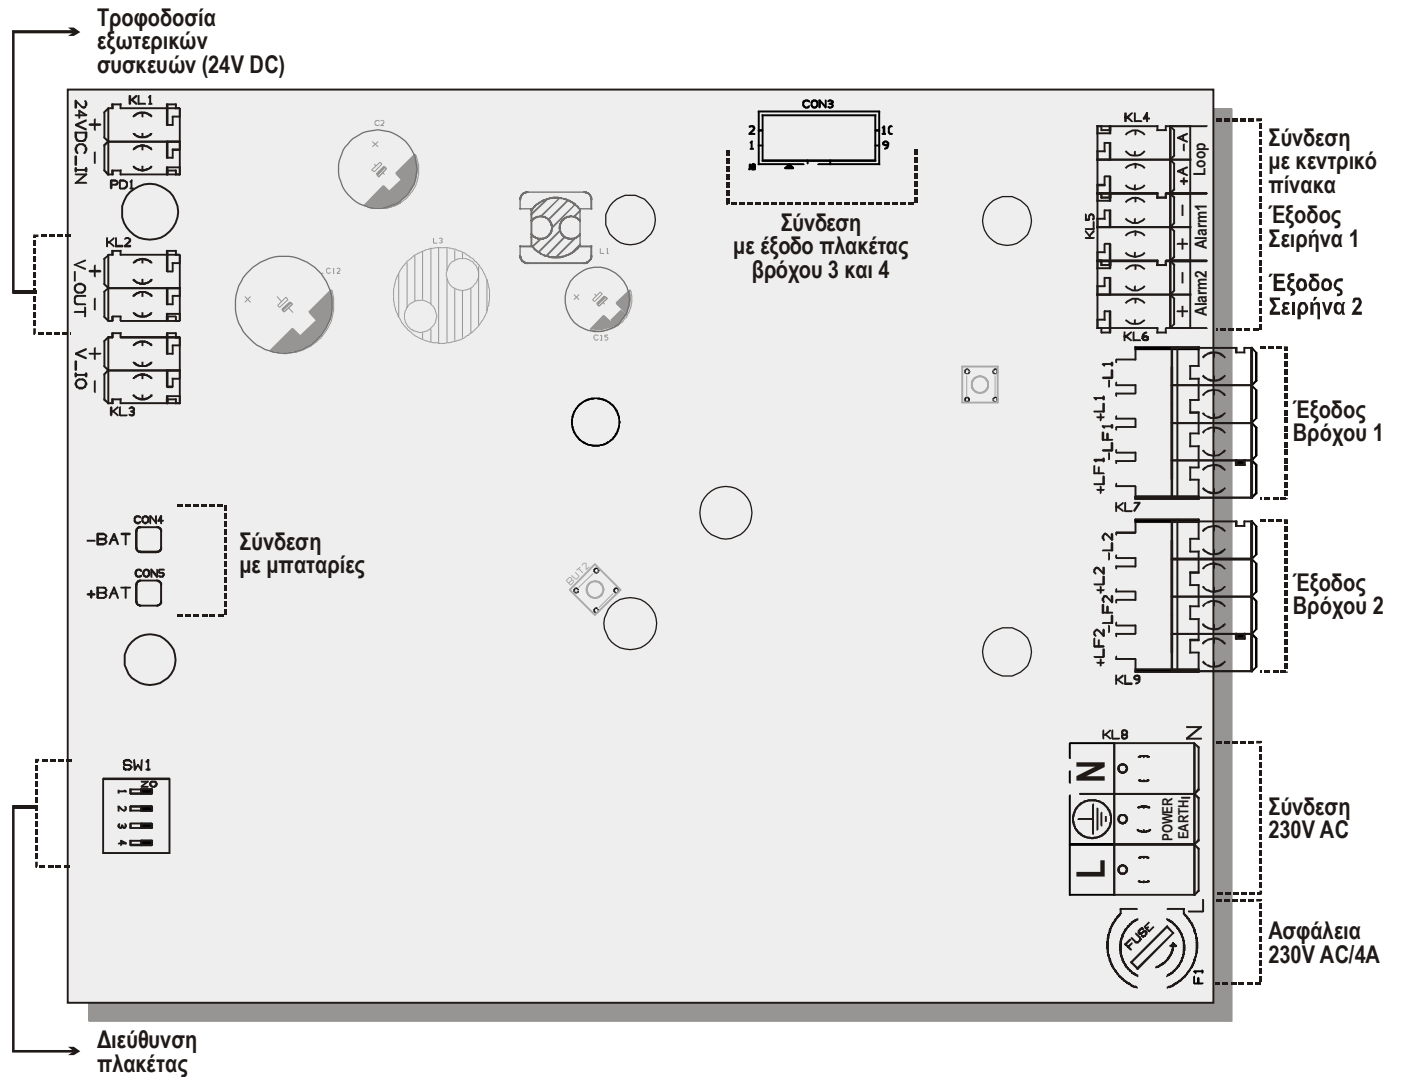 Τροφοδοσία
εξωτερικών
συσκευών (24V DC)
KL1
24VDC_IN
+
−
PD1
KL2
V_OUT
+
−
V_IO
+
−
KL3
C2
C12
L3
L1
C15
CON3
2
1
10
9
Σύνδεση
με έξοδο πλακέτας
βρόχου 3 και 4
KL4
-A
+A
Loop
KL5
−
+
Alarm1
−
+
Alarm2
KL6
Σύνδεση
με κεντρικό
πίνακα
Έξοδος
Σειρήνα 1
Έξοδος
Σειρήνα 2
-L1
+L1
-LF1
+LF1
KL7
Έξοδος
Βρόχου 1
-L2
+L2
-LF2
+LF2
KL9
Έξοδος
Βρόχου 2
CON4
-BAT
CON5
+BAT
Σύνδεση
με μπαταρίες
BUT2
SW1
ON
1
2
3
4
KL8
N
N
POWER
EARTH
L
L
Σύνδεση
230V AC
FUSE
F1
Ασφάλεια
230V AC/4A
Διεύθυνση
πλακέτας